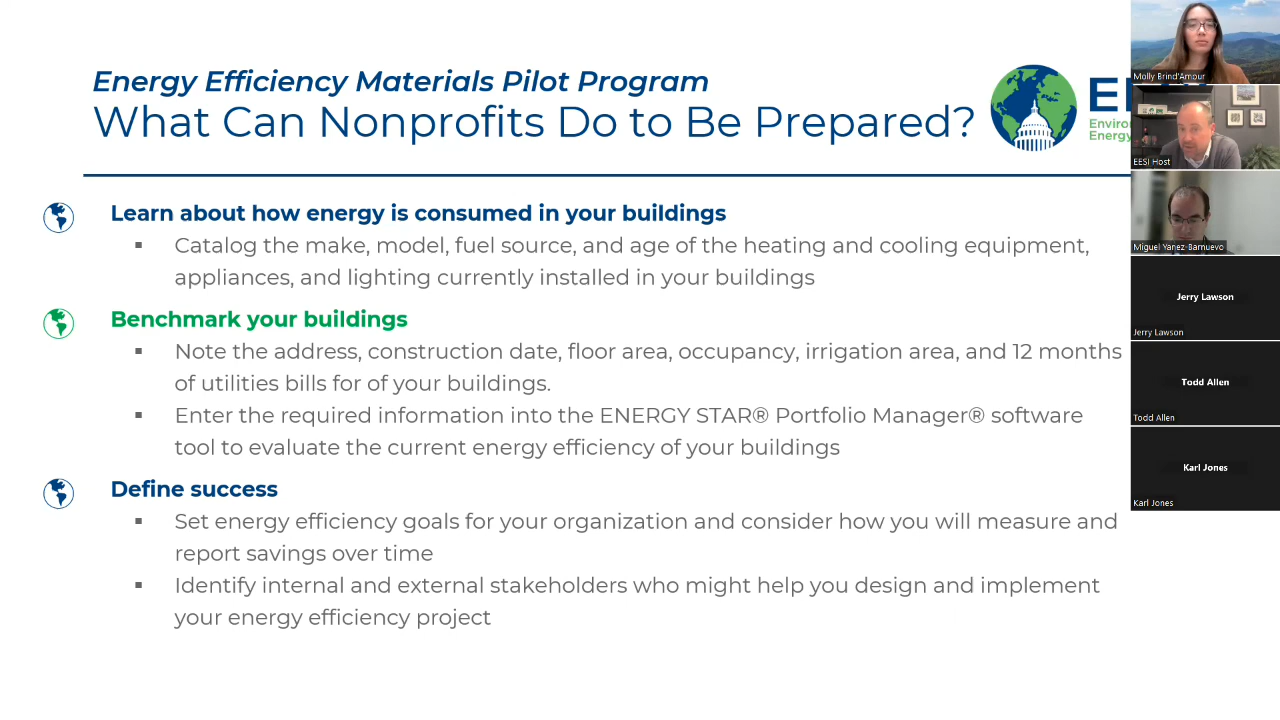 Energy Efficiency Materials Pilot Program
What Can Nonprofits Do to Be Prepared?
Environ
Energy
Learn about how energy is consumed in your buildings
▪ Catalog the make, model, fuel source, and age of the heating and cooling equipment,
appliances, and lighting currently installed in your buildings
Benchmark your buildings
▪ Note the address, construction date, floor area, occupancy, irrigation area, and 12 months
of utilities bills for of your buildings.
▪ Enter the required information into the ENERGY STAR® Portfolio Manager® software
tool to evaluate the current energy efficiency of your buildings
Define success
▪ Set energy efficiency goals for your organization and consider how you will measure and
report savings over time
▪ Identify internal and external stakeholders who might help you design and implement
your energy efficiency project
Molly Brind'Amour
EESI Host
Miguel Yanez-Barnuevo
Jerry Lawson
Jerry Lawson
Todd Allen
Todd Allen
Karl Jones
Karl Jones